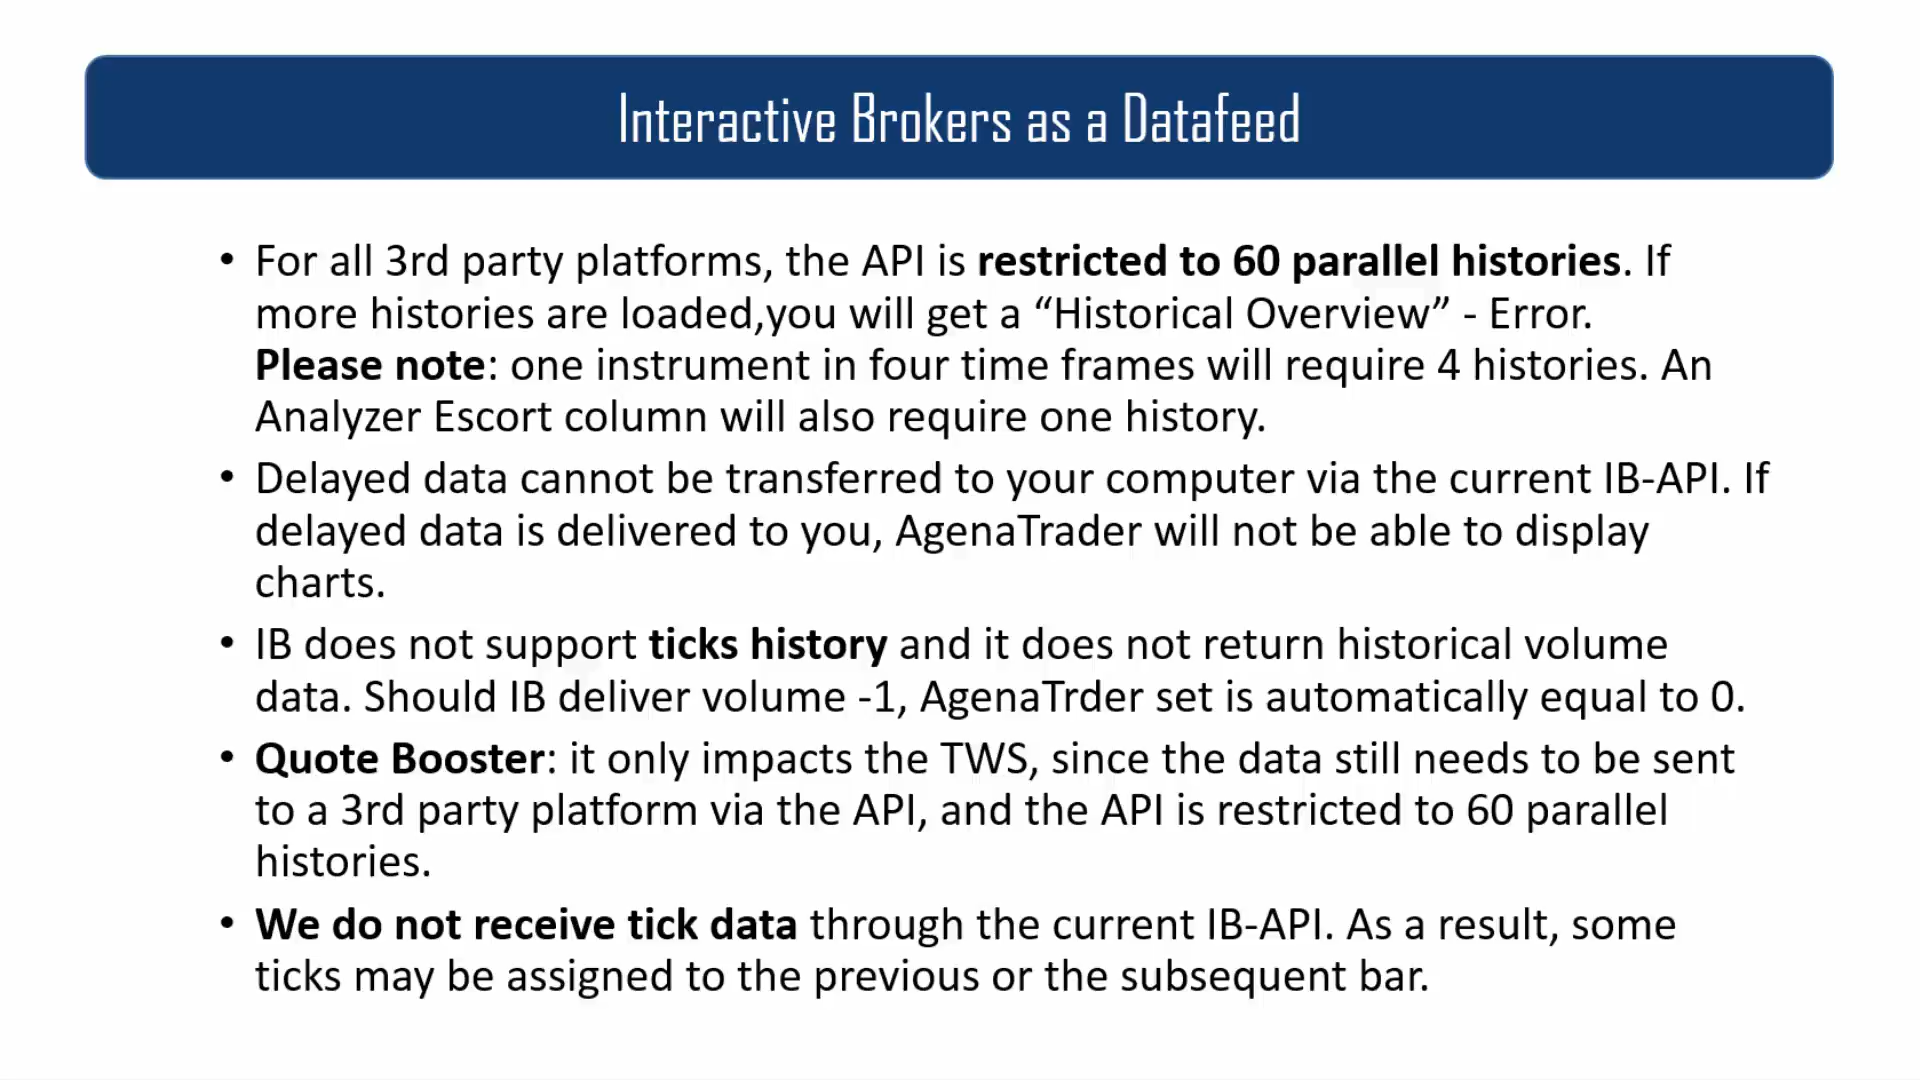 Interactive Brokers as a Datafeed
• For all 3rd party platforms, the API is restricted to 60 parallel histories. If
more histories are loaded,you will get a “Historical Overview” - Error.
Please note: one instrument in four time frames will require 4 histories. An
Analyzer Escort column will also require one history.
• Delayed data cannot be transferred to your computer via the current IB-API. If
delayed data is delivered to you, AgenaTrader will not be able to display
charts.
• IB does not support ticks history and it does not return historical volume
data. Should IB deliver volume -1, AgenaTrder set is automatically equal to 0.
• Quote Booster: it only impacts the TWS, since the data still needs to be sent
to a 3rd party platform via the API, and the API is restricted to 60 parallel
histories.
• We do not receive tick data through the current IB-API. As a result, some
ticks may be assigned to the previous or the subsequent bar.